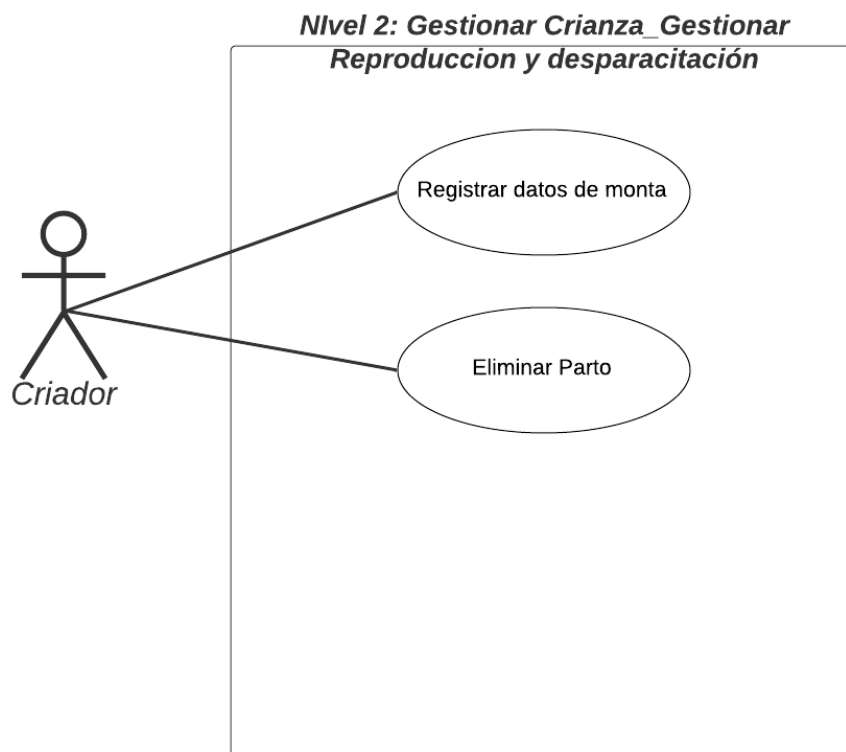 NIvel 2: Gestionar Crianza_Gestionar
Reproduccion y desparacitación
Registrar datos de monta
Eliminar Parto
Criador